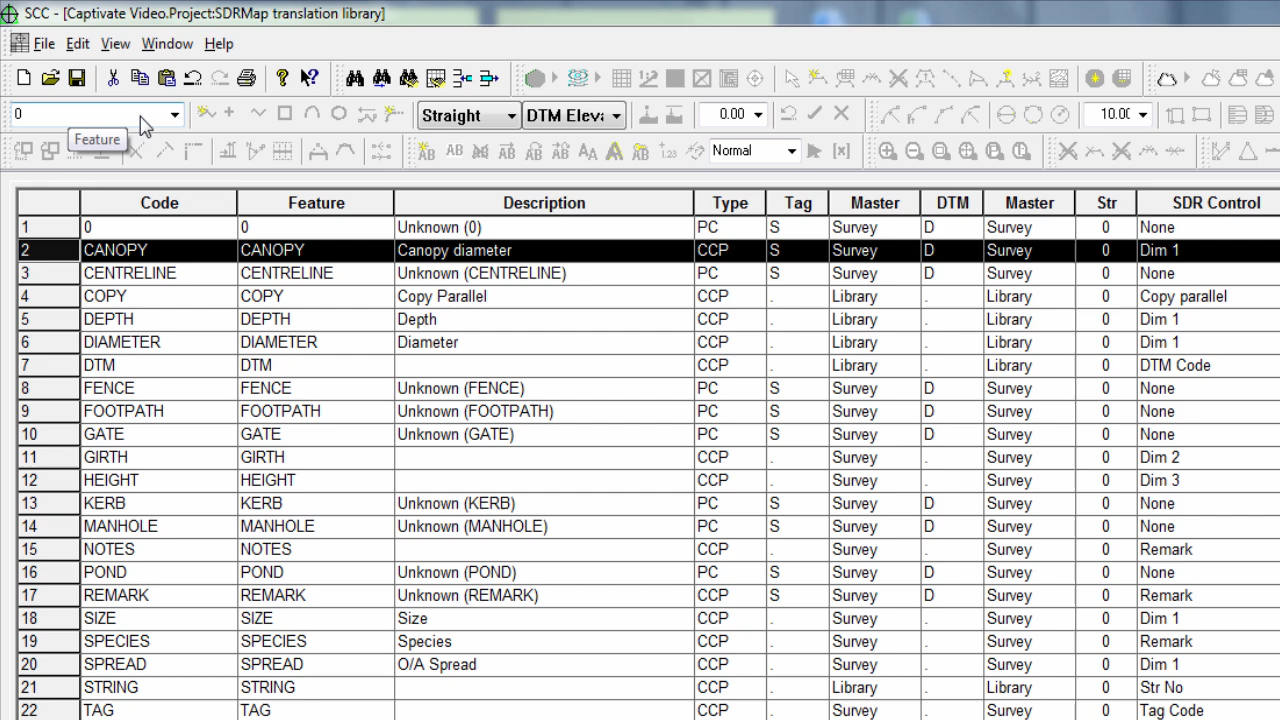 SCC - [Captivate Video.Project:SDRMap translation library]
File Edit View Window Help
0 Straight DTM Eleva 0.00 10.0(
Feature
Normal
Code Feature Description Type Tag Master DTM Master Str SDR Control
1 0 0 Unknown (0) PC S Survey D Survey 0 None
2 CANOPY CANOPY Canopy diameter CCP S Survey D Survey 0 Dim 1
3 CENTRELINE CENTRELINE Unknown (CENTRELINE) PC S Survey D Survey 0 None
4 COPY COPY Copy Parallel CCP . Library . Library 0 Copy parallel
5 DEPTH DEPTH Depth CCP . Library . Library 0 Dim 1
6 DIAMETER DIAMETER Diameter CCP . Library . Library 0 Dim 1
7 DTM DTM CCP . Library . Library 0 DTM Code
8 FENCE FENCE Unknown (FENCE) PC S Survey D Survey 0 None
9 FOOTPATH FOOTPATH Unknown (FOOTPATH) PC S Survey D Survey 0 None
10 GATE GATE Unknown (GATE) PC S Survey D Survey 0 None
11 GIRTH GIRTH CCP . Survey . Survey 0 Dim 2
12 HEIGHT HEIGHT CCP . Survey . Survey 0 Dim 3
13 KERB KERB Unknown (KERB) PC S Survey D Survey 0 None
14 MANHOLE MANHOLE Unknown (MANHOLE) PC S Survey D Survey 0 None
15 NOTES NOTES CCP . Survey . Survey 0 Remark
16 POND POND Unknown (POND) PC S Survey D Survey 0 None
17 REMARK REMARK Unknown (REMARK) CCP S Survey D Survey 0 Remark
18 SIZE SIZE Size CCP . Survey . Survey 0 Dim 1
19 SPECIES SPECIES Species CCP . Survey . Survey 0 Remark
20 SPREAD SPREAD O/A Spread CCP . Survey . Survey 0 Dim 1
21 STRING STRING CCP . Library . Library 0 Str No
22 TAG TAG CCP . Survey . Survey 0 Tag Code